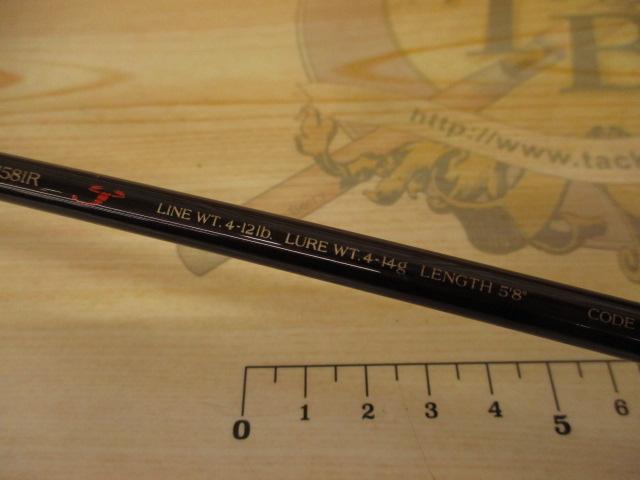 581R LINE WT. 4-12lb. LURE WT. 4-14g LENGTH 5'8" CODE
T B
http://www.tack
0 1 2 3 4 5 6